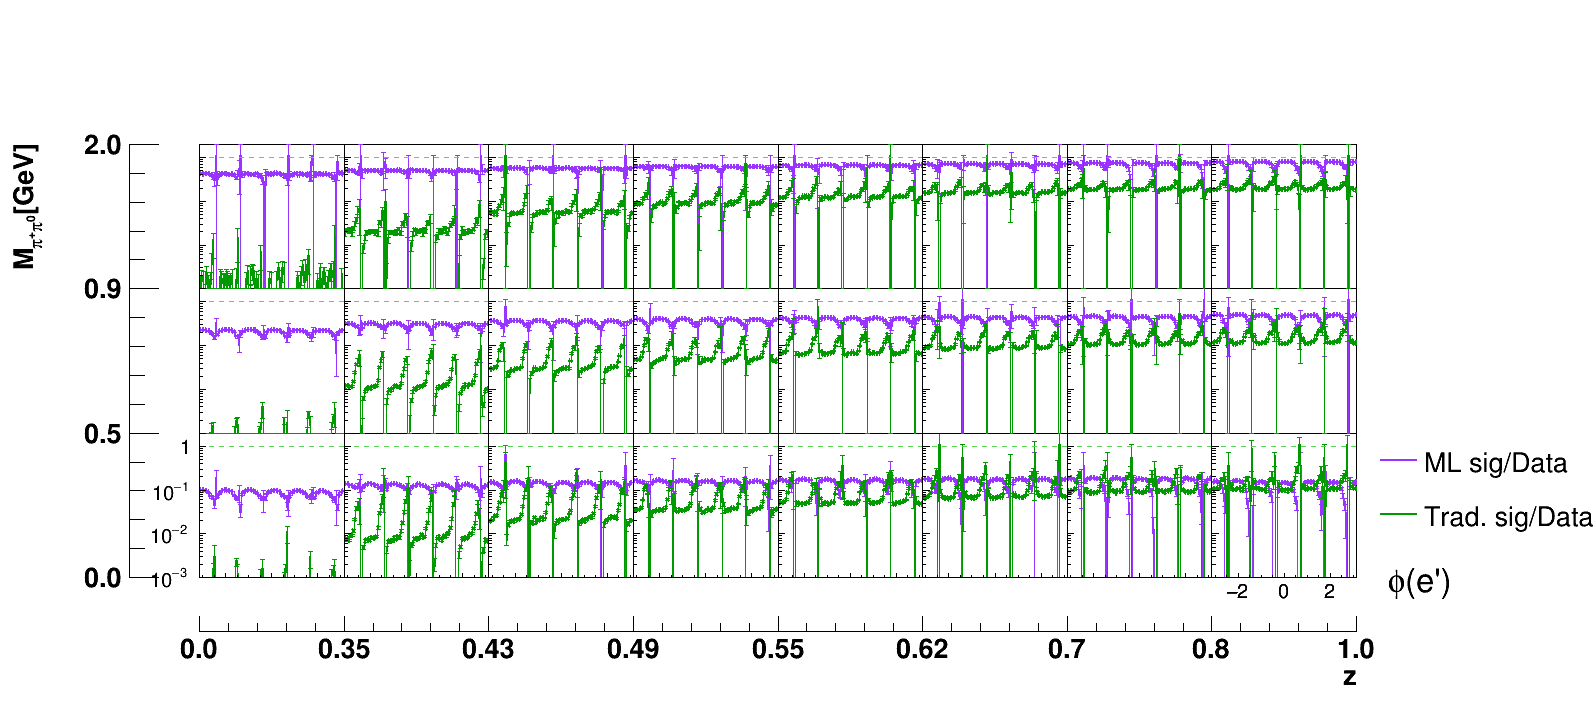 M π⁺π⁰ [GeV]
2.0
0.9
0.5
0.0
1
10⁻¹
10⁻²
10⁻³
ML sig/Data
Trad. sig/Data
−2 0 2
ϕ(e')
0.0 0.35 0.43 0.49 0.55 0.62 0.7 0.8 1.0
z